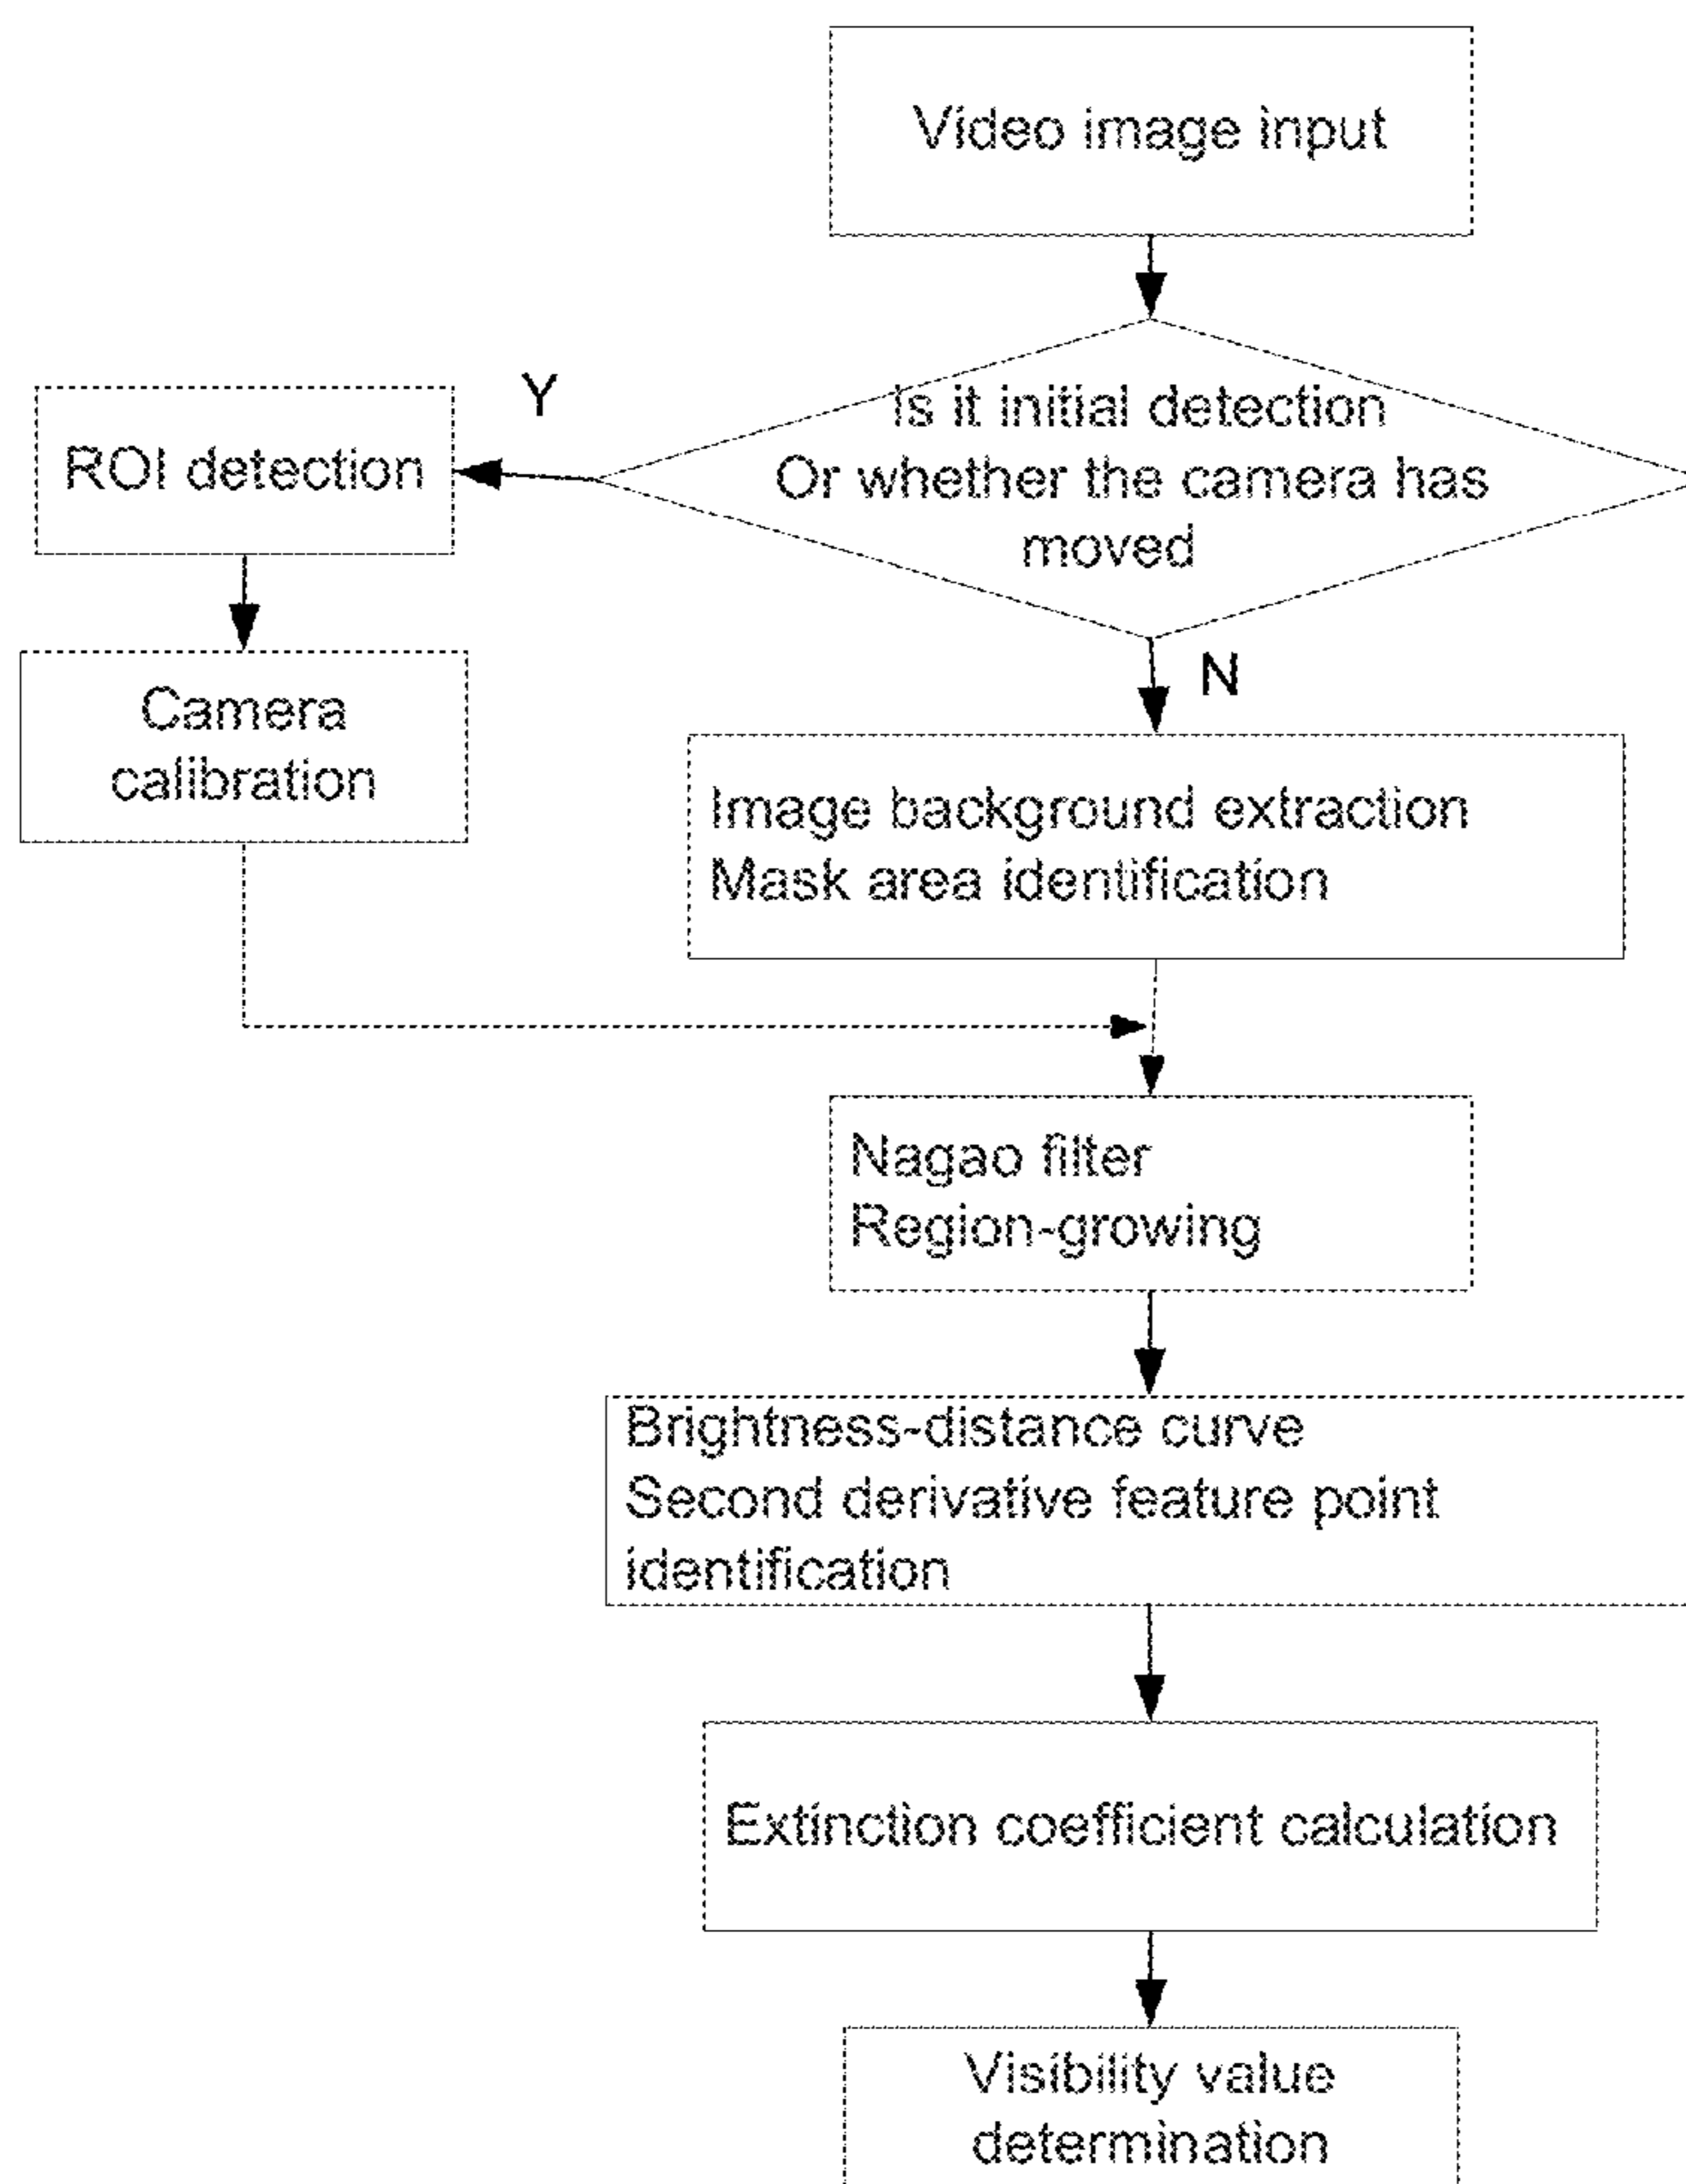 Video image input
Is it initial detection
Or whether the camera has
moved
Y
ROI detection
Camera
calibration
N
Image background extraction
Mask area identification
Nagao filter
Region-growing
Brightness-distance curve
Second derivative feature point
identification
Extinction coefficient calculation
Visibility value
determination